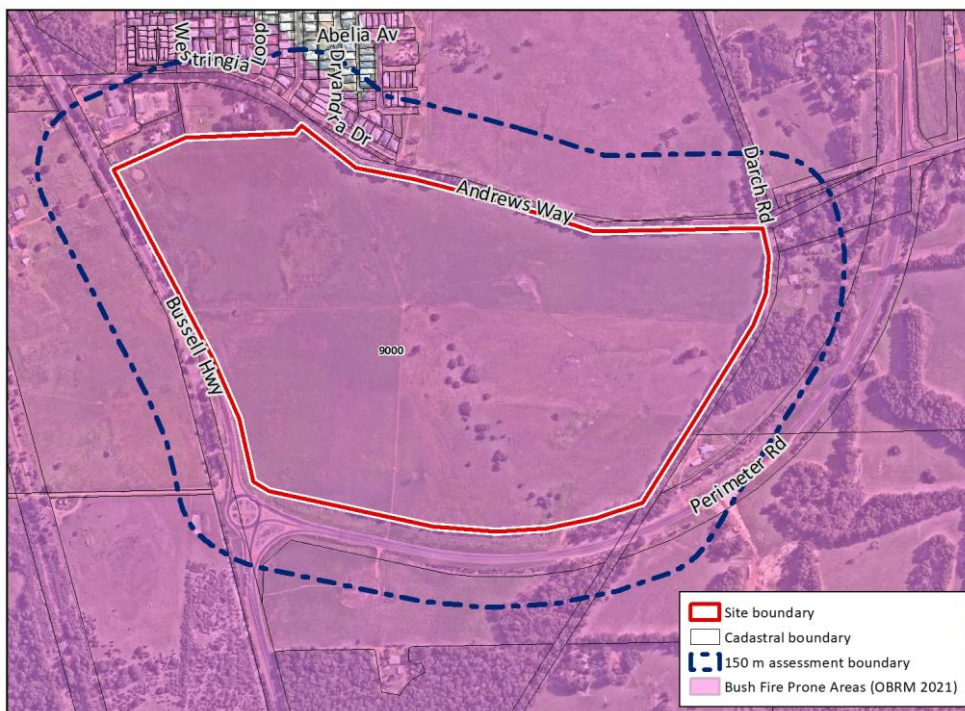 Westringia
dool
Abelia Av
Dryandra Dr
Andrews Way
Darch Rd
Bussell Hwy
9000
Perimeter Rd
Site boundary
Cadastral boundary
150 m assessment boundary
Bush Fire Prone Areas (OBRM 2021)